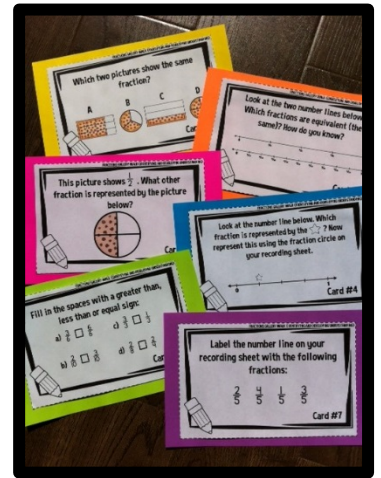 Which two pictures show the same
fraction?
A B C D
Look at the two number lines below
Which fractions are equivalent (the
same)? How do you know?
This picture shows 1/2 . What other
fraction is represented by the picture
below?
Look at the number line below. Which
fraction is represented by the ☆ ? Now
represent this using the fraction circle on
your recording sheet.
0
Card #4
Fill in the spaces with a greater than,
less than or equal sign:
a)
b)
c)
d)
Label the number line on your
recording sheet with the following
fractions:
2/5 4/5 1/5 3/5
Card #7